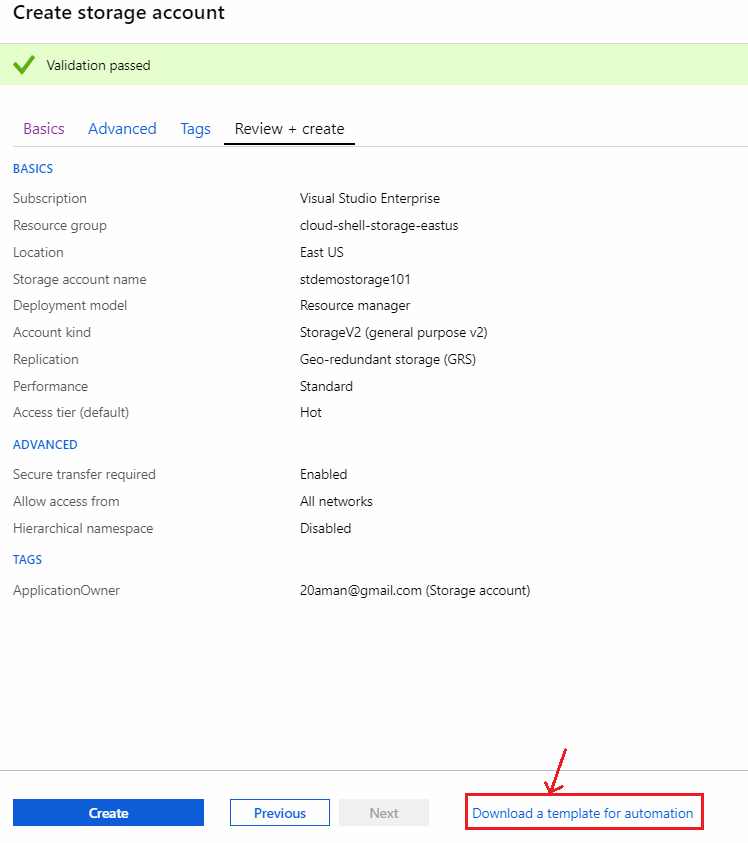 Create storage account
Validation passed
Basics Advanced Tags Review + create
BASICS
Subscription Visual Studio Enterprise
Resource group cloud-shell-storage-eastus
Location East US
Storage account name stdemostorage101
Deployment model Resource manager
Account kind StorageV2 (general purpose v2)
Replication Geo-redundant storage (GRS)
Performance Standard
Access tier (default) Hot
ADVANCED
Secure transfer required Enabled
Allow access from All networks
Hierarchical namespace Disabled
TAGS
ApplicationOwner 20aman@gmail.com (Storage account)
Create Previous Next Download a template for automation